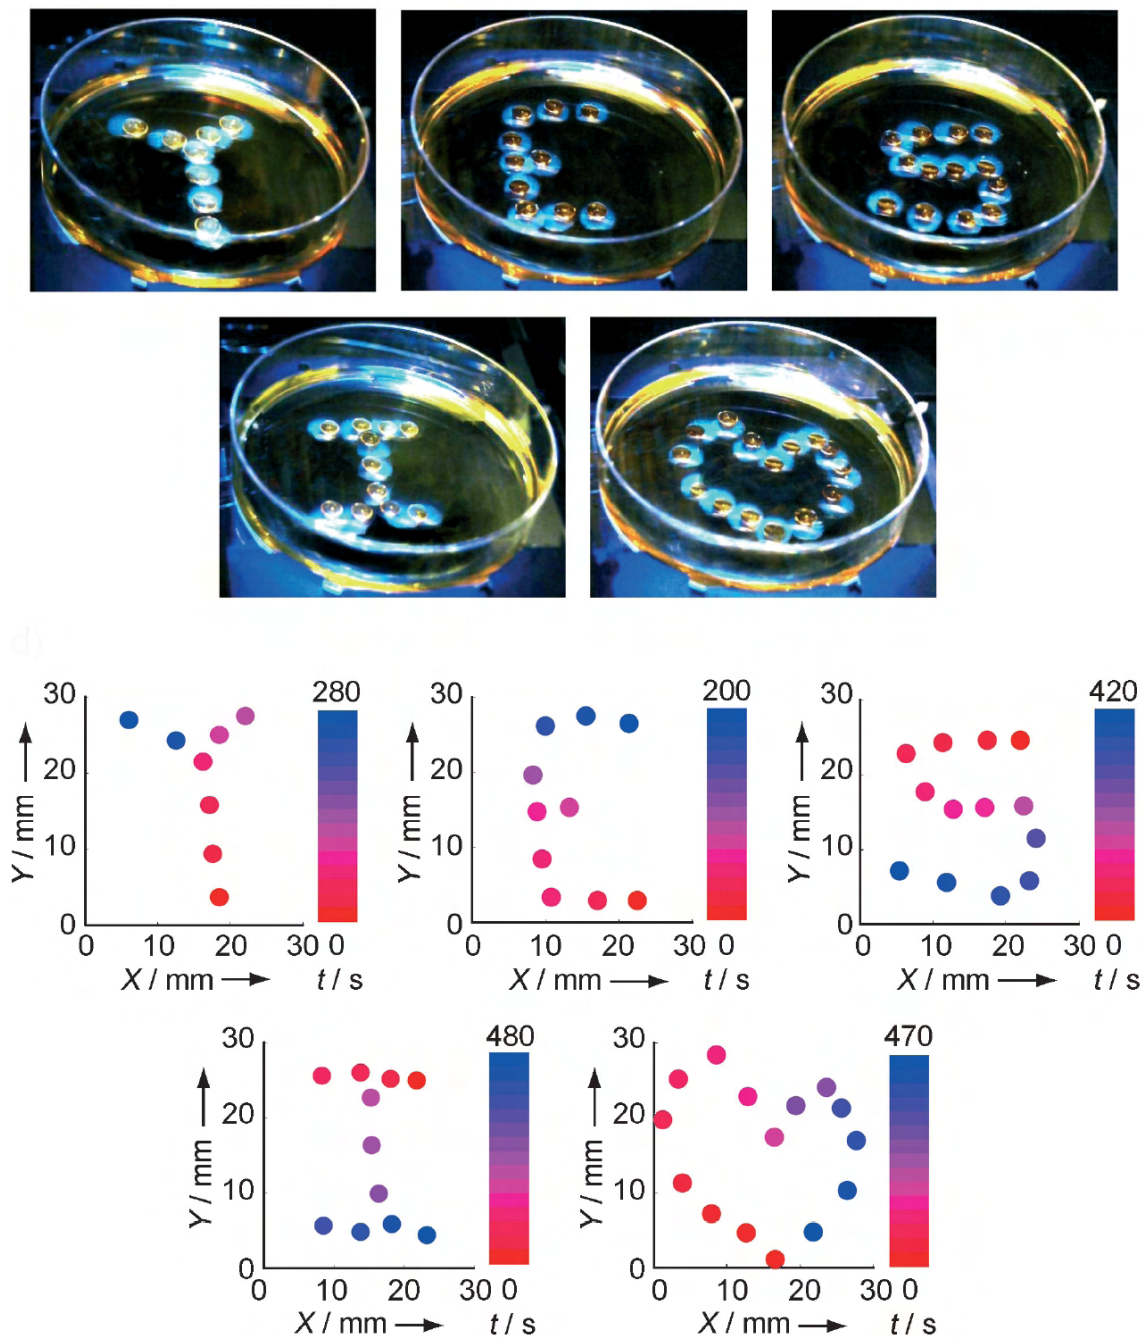 d)
30 280 30 200 30 420
20 20 20
Y / mm 10 Y / mm 10 Y / mm 10
0 0 0
0 10 20 30 0 0 10 20 30 0 0 10 20 30 0
X / mm t / s X / mm t / s X / mm t / s
30 480 30 470
20 20
Y / mm 10 Y / mm 10
0 0
0 10 20 30 0 0 10 20 30 0
X / mm t / s X / mm t / s